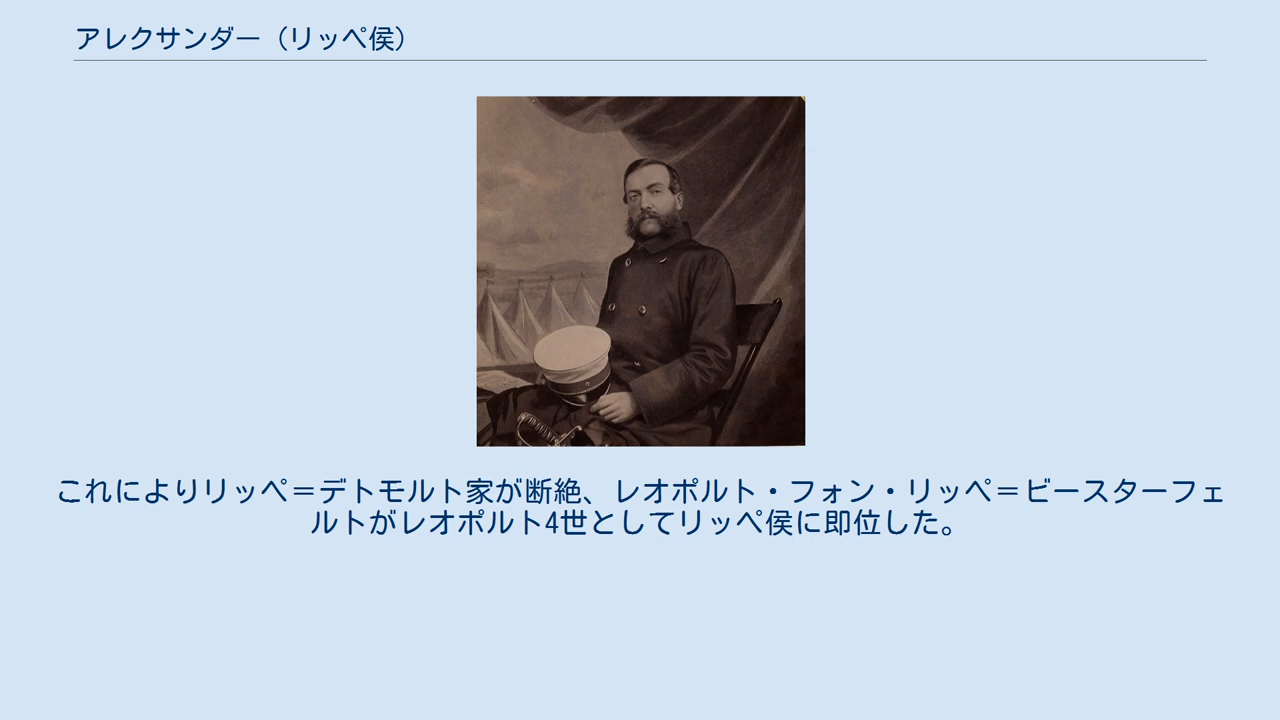 アレクサンダー（リッペ侯）
これによりリッペ＝デトモルト家が断絶、レオポルト・フォン・リッペ＝ビースターフェ
ルトがレオポルト4世としてリッペ侯に即位した。